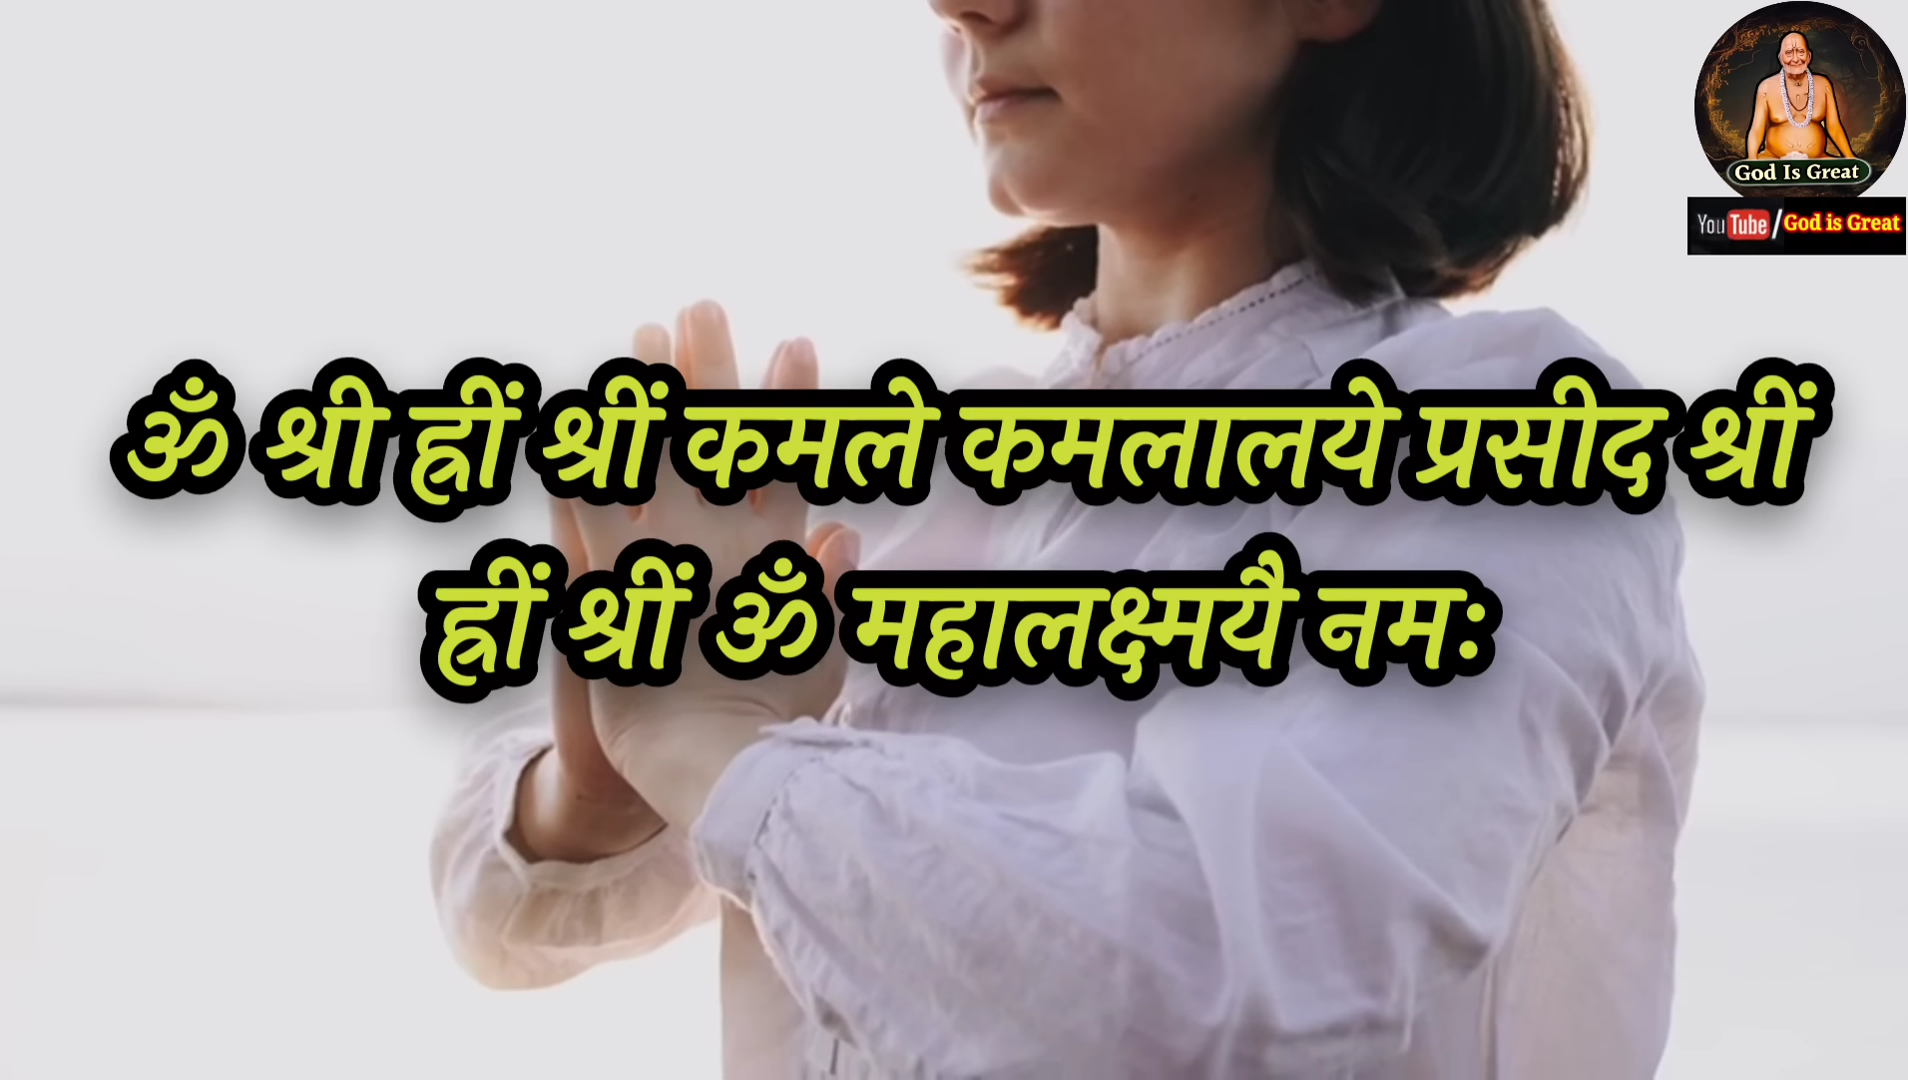 God Is Great
YouTube/God is Great
ॐ श्री ह्रीं श्रीं कमले कमलालये प्रसीद श्रीं
ह्रीं श्रीं ॐ महालक्ष्मयै नमः